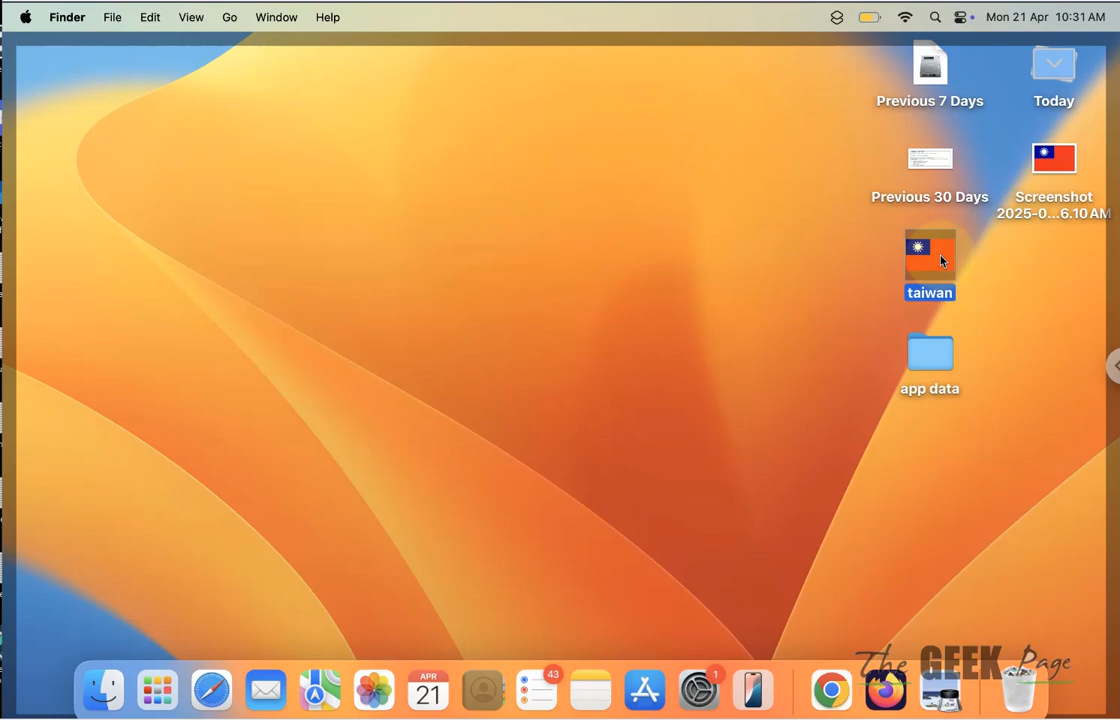 Finder File Edit View Go Window Help Mon 21 Apr 10:31 AM
Previous 7 Days
Today
Previous 30 Days
Screenshot
2025-0...6.10 AM
taiwan
app data
The GEEK Page
APR
21
43
1